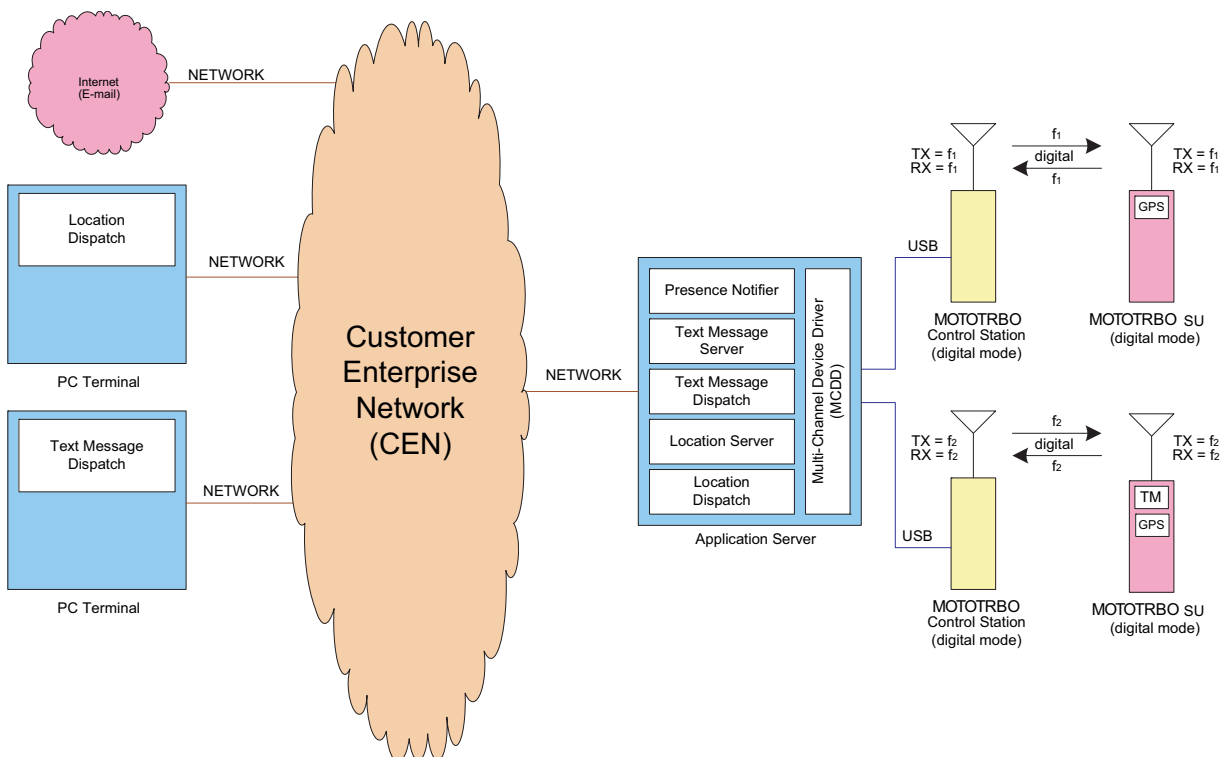 Internet
(E-mail)
NETWORK
Location
Dispatch
NETWORK
PC Terminal
Text Message
Dispatch
NETWORK
PC Terminal
Customer
Enterprise
Network
(CEN)
NETWORK
Presence Notifier
Text Message
Server
Text Message
Dispatch
Location Server
Location
Dispatch
Multi-Channel Device Driver
(MCDD)
Application Server
USB
USB
TX = f1
RX = f1
f1
digital
f1
TX = f1
RX = f1
GPS
MOTOTRBO
Control Station
(digital mode)
MOTOTRBO SU
(digital mode)
TX = f2
RX = f2
f2
digital
f2
TX = f2
RX = f2
TM
GPS
MOTOTRBO
Control Station
(digital mode)
MOTOTRBO SU
(digital mode)